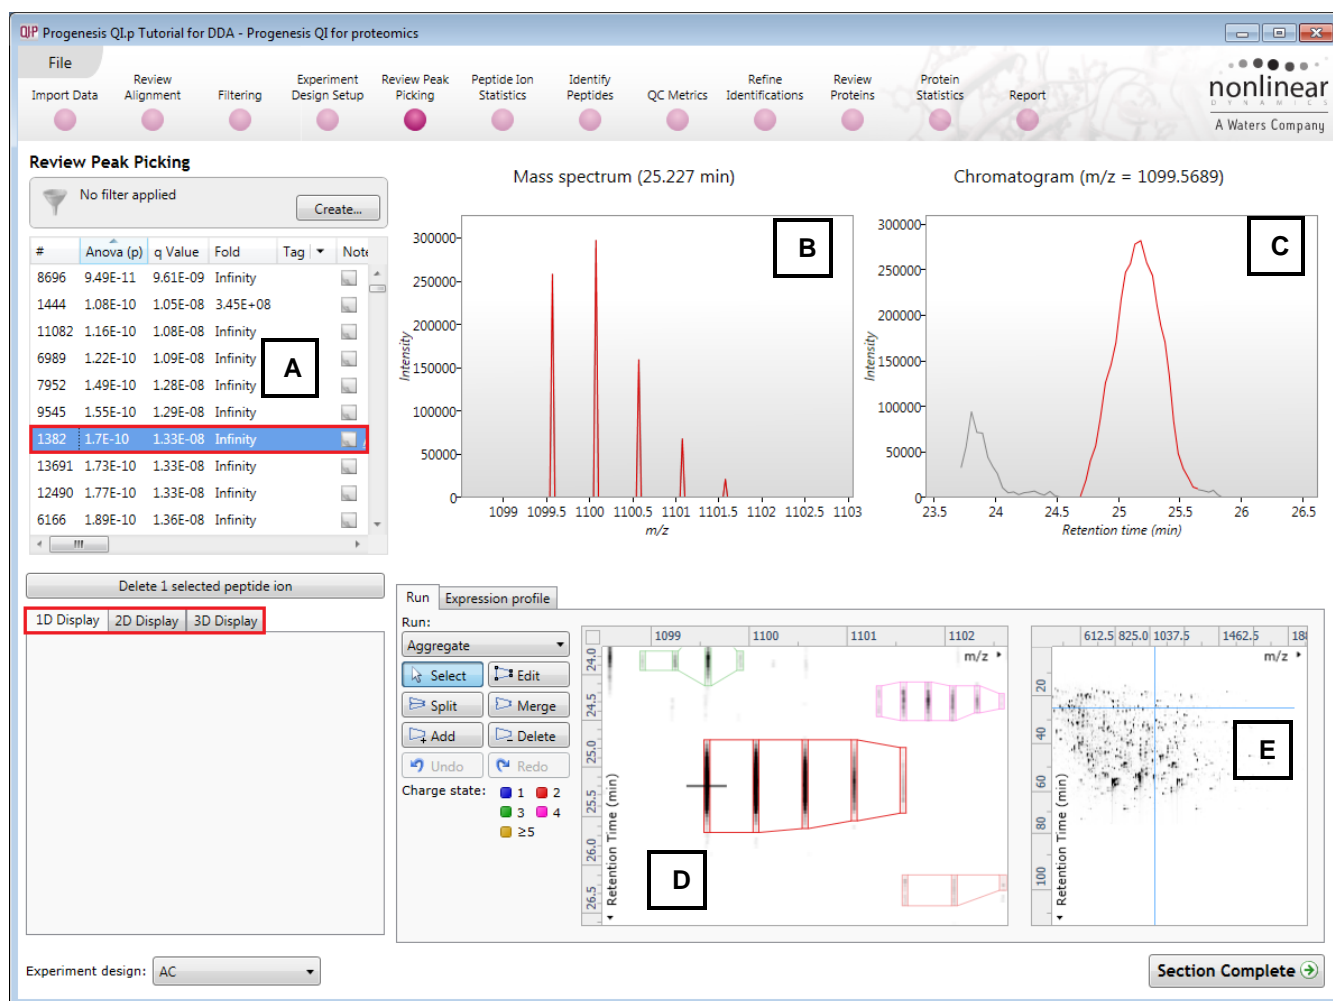 QIP Progenesis QI.p Tutorial for DDA - Progenesis QI for proteomics
File
Import Data
Review Alignment
Filtering
Experiment Design Setup
Review Peak Picking
Peptide Ion Statistics
Identify Peptides
QC Metrics
Refine Identifications
Review Proteins
Protein Statistics
Report
nonlinear
DYNAMICS
A Waters Company
Review Peak Picking
No filter applied
Create...
# Anova (p) q Value Fold Tag Note
8696 9.49E-11 9.61E-09 Infinity
1444 1.08E-10 1.05E-08 3.45E+08
11082 1.16E-10 1.08E-08 Infinity
6989 1.22E-10 1.09E-08 Infinity
7952 1.49E-10 1.28E-08 Infinity
9545 1.55E-10 1.29E-08 Infinity
1382 1.7E-10 1.33E-08 Infinity
13691 1.73E-10 1.33E-08 Infinity
12490 1.77E-10 1.33E-08 Infinity
6166 1.89E-10 1.36E-08 Infinity
A
Mass spectrum (25.227 min)
B
300000
250000
200000
150000
100000
50000
0
Intensity
1099 1099.5 1100 1100.5 1101 1101.5 1102 1102.5 1103
m/z
Chromatogram (m/z = 1099.5689)
C
300000
250000
200000
150000
100000
50000
0
Intensity
23.5 24 24.5 25 25.5 26 26.5
Retention time (min)
Delete 1 selected peptide ion
1D Display 2D Display 3D Display
Run Expression profile
Run:
Aggregate
Select Edit
Split Merge
Add Delete
Undo Redo
Charge state: 1 2
3 4
≥5
1099 1100 1101 1102
m/z
24.0
24.5
25.0
25.5
26.0
26.5
Retention Time (min)
D
612.5 825.0 1037.5 1462.5 188
m/z
20
40
60
80
100
Retention Time (min)
E
Experiment design: AC
Section Complete